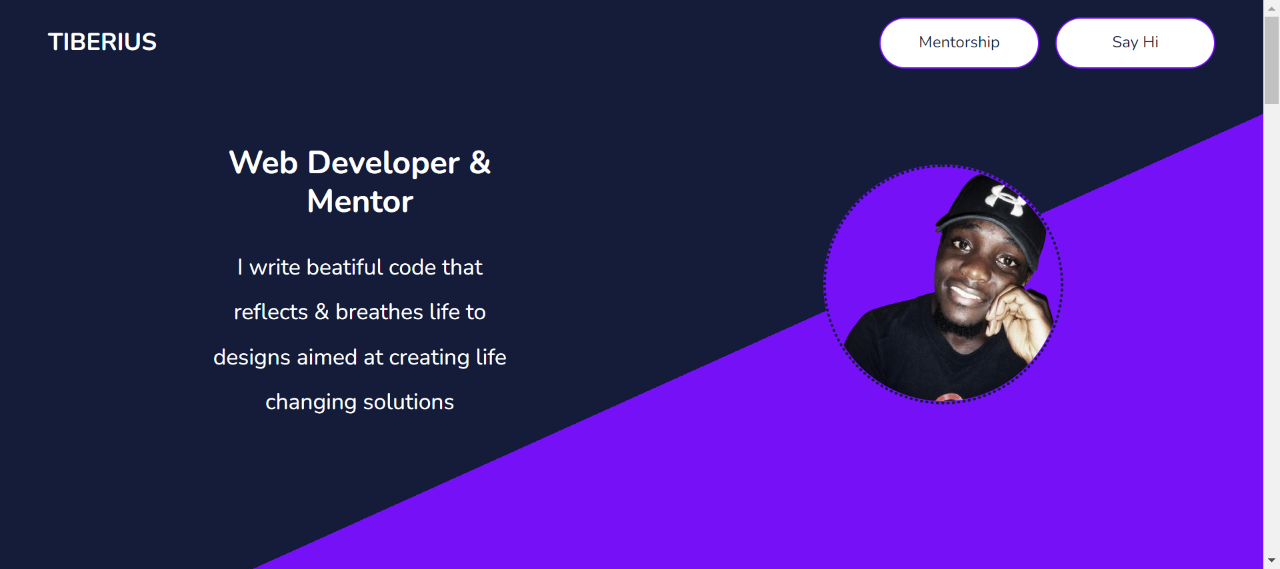 TIBERIUS
Mentorship
Say Hi
Web Developer &
Mentor
I write beatiful code that
reflects & breathes life to
designs aimed at creating life
changing solutions